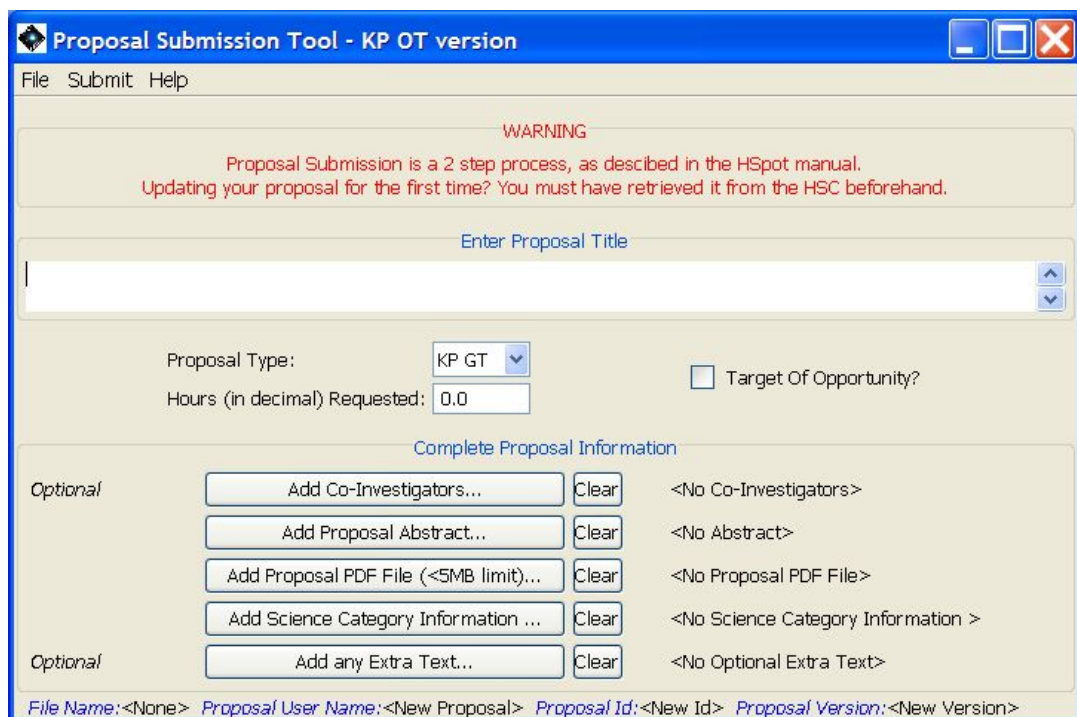 Proposal Submission Tool - KP OT version
File Submit Help
WARNING
Proposal Submission is a 2 step process, as descibed in the HSpot manual.
Updating your proposal for the first time? You must have retrieved it from the HSC beforehand.
Enter Proposal Title
Proposal Type: KP GT
Target Of Opportunity?
Hours (in decimal) Requested: 0.0
Complete Proposal Information
Optional Add Co-Investigators... Clear <No Co-Investigators>
Add Proposal Abstract... Clear <No Abstract>
Add Proposal PDF File (<5MB limit)... Clear <No Proposal PDF File>
Add Science Category Information ... Clear <No Science Category Information >
Optional Add any Extra Text... Clear <No Optional Extra Text>
File Name:<None> Proposal User Name:<New Proposal> Proposal Id:<New Id> Proposal Version:<New Version>